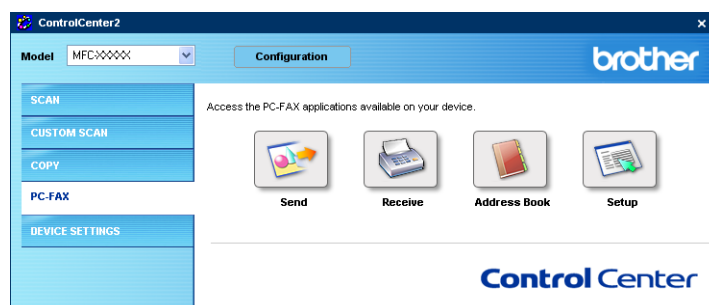 ControlCenter2
Model MFC-XXXXX Configuration brother
SCAN
CUSTOM SCAN
COPY
PC-FAX
DEVICE SETTINGS
Access the PC-FAX applications available on your device.
Send Receive Address Book Setup
Control Center